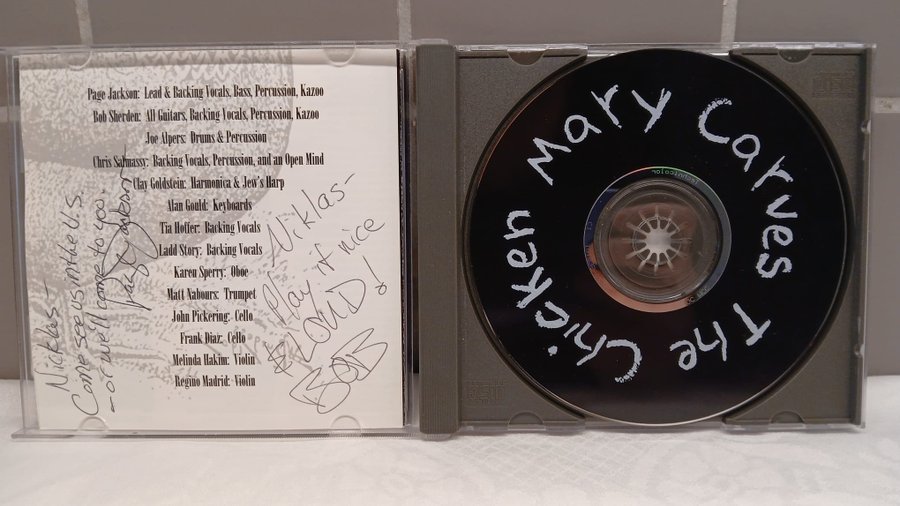 Page Jackson: Lead & Backing Vocals, Bass, Percussion, Kazoo
Bob Sherden: All Guitars, Backing Vocals, Percussion, Kazoo
Joe Alpers: Drums & Percussion
Chris Salmassy: Backing Vocals, Percussion, and an Open Mind
Clay Goldstein: Harmonica & Jew's Harp
Alan Gould: Keyboards
Tia Hoffer: Backing Vocals
Ladd Story: Backing Vocals
Karen Sperry: Oboe
Matt Nabours: Trumpet
John Pickering: Cello
Frank Diaz: Cello
Melinda Hakim: Violin
Regino Madrid: Violin
Nicklas-
Come see us in the U.S.
- or we'll come to you.
Page Jackson
Niklas-
Play it nice
& LOUD!
BOB
Mary Carves The Chicken
technicolor